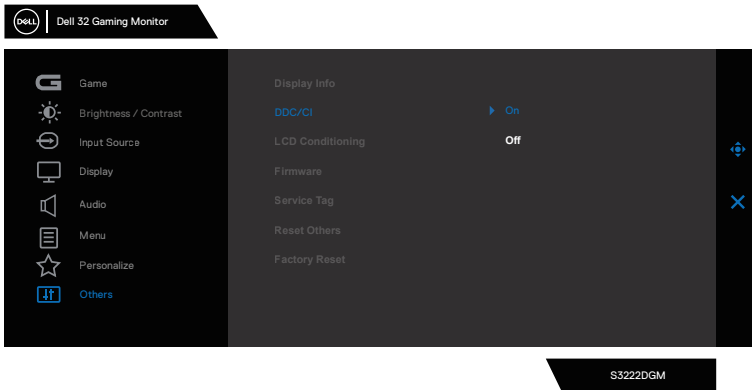 DELL
Dell 32 Gaming Monitor
Game
Brightness / Contrast
Input Source
Display
Audio
Menu
Personalize
Others
Display Info
DDC/CI
LCD Conditioning
Firmware
Service Tag
Reset Others
Factory Reset
On
Off
S3222DGM